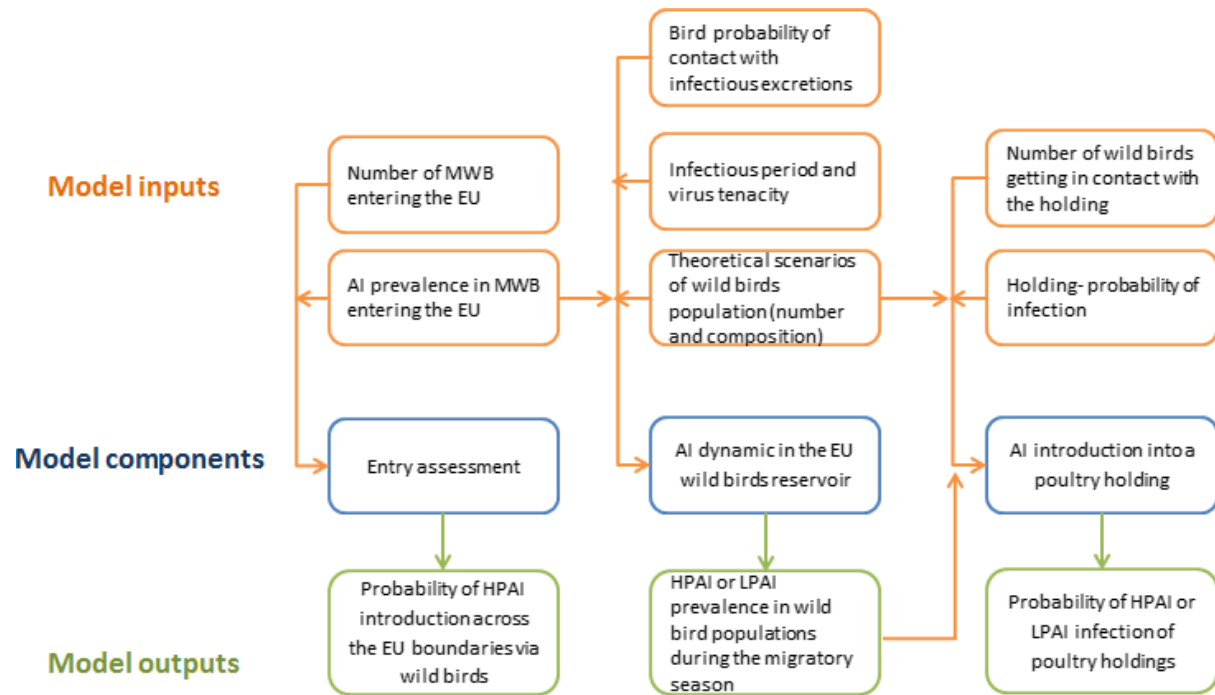 Model inputs
Number of MWB
entering the EU
AI prevalence in MWB
entering the EU
Bird probability of
contact with
infectious excretions
Infectious period and
virus tenacity
Theoretical scenarios
of wild birds
population (number
and composition)
Number of wild birds
getting in contact with
the holding
Holding- probability of
infection
Model components
Entry assessment
AI dynamic in the EU
wild birds reservoir
AI introduction into a
poultry holding
Model outputs
Probability of HPAI
introduction across
the EU boundaries via
wild birds
HPAI or LPAI
prevalence in wild
bird populations
during the migratory
season
Probability of HPAI or
LPAI infection of
poultry holdings